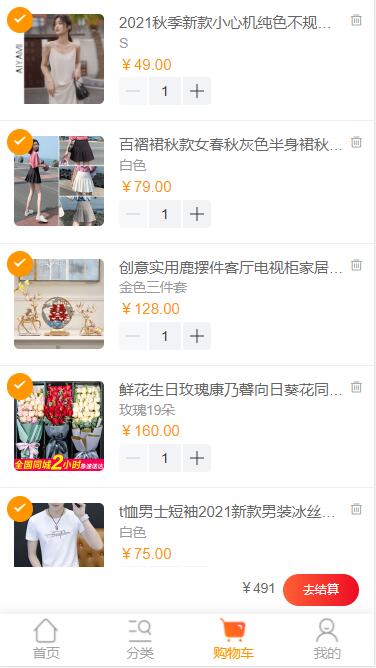 2021秋季新款小心机纯色不规...
S
¥49.00
1
AIYAMI
百褶裙秋款女春秋灰色半身裙秋...
白色
¥79.00
1
创意实用鹿摆件客厅电视柜家居...
金色三件套
¥128.00
1
鲜花生日玫瑰康乃馨向日葵花同...
玫瑰19朵
¥160.00
1
全国同城2小时急速送达
t恤男士短袖2021新款男装冰丝...
白色
¥75.00
¥491
去结算
首页
分类
购物车
我的